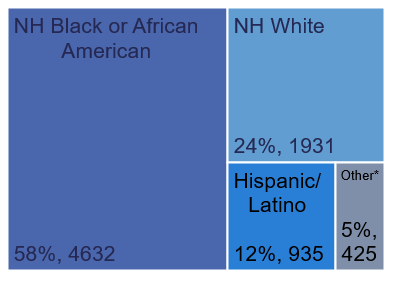 NH Black or African
American
58%, 4632
NH White
24%, 1931
Hispanic/
Latino
12%, 935
Other*
5%,
425